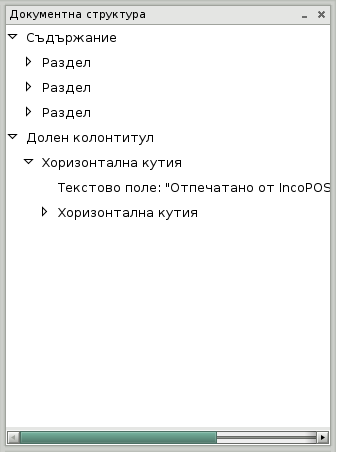 Документна структура
Съдържание
Раздел
Раздел
Раздел
Долен колонтитул
Хоризонтална кутия
Текстово поле: "Отпечатано от IncoPOS
Хоризонтална кутия